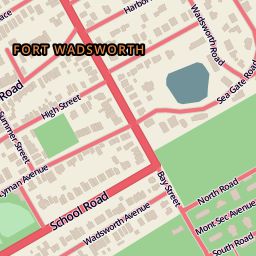 Harbor
Wadsworth Road
FORT WADSWORTH
Road
High Street
Sea Gate Road
Summer Street
Lyman Avenue
School Road
Bay Street
Wadsworth Avenue
North Road
Mont Sec Avenue
South Road